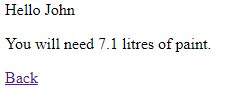 Hello John
You will need 7.1 litres of paint.
Back